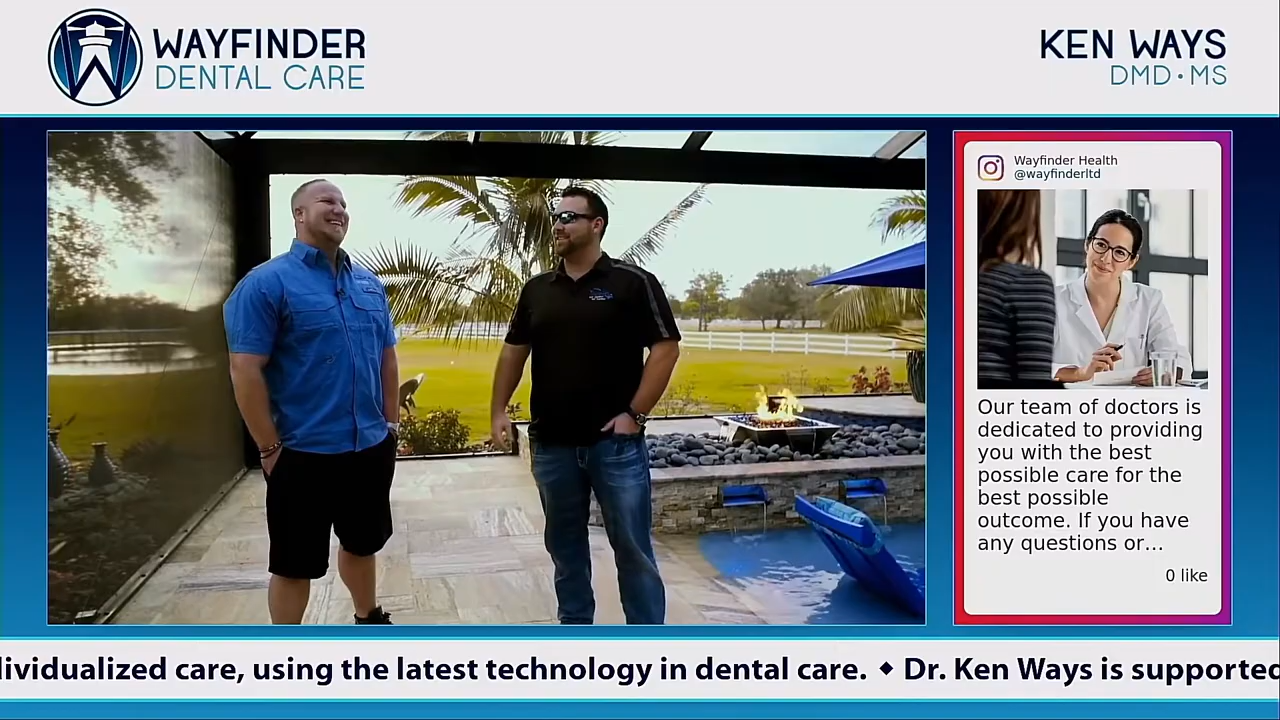 WAYFINDER
DENTAL CARE
KEN WAYS
DMD•MS
Wayfinder Health
@wayfinderltd
Our team of doctors is
dedicated to providing
you with the best
possible care for the
best possible
outcome. If you have
any questions or...
0 like
dividualized care, using the latest technology in dental care. ◆ Dr. Ken Ways is supported